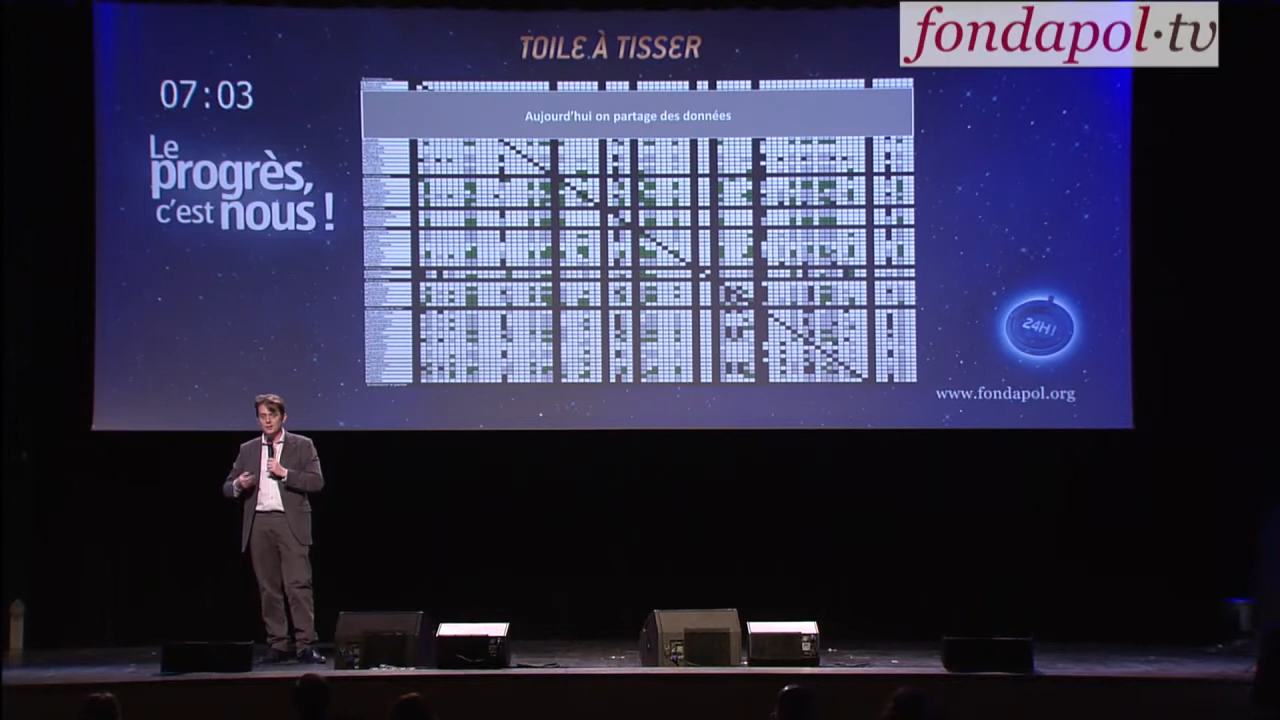 fondapol·tv
TOILE À TISSER
07:03
Aujourd'hui on partage des données
Le
progrès,
c'est nous !
24H!
www.fondapol.org